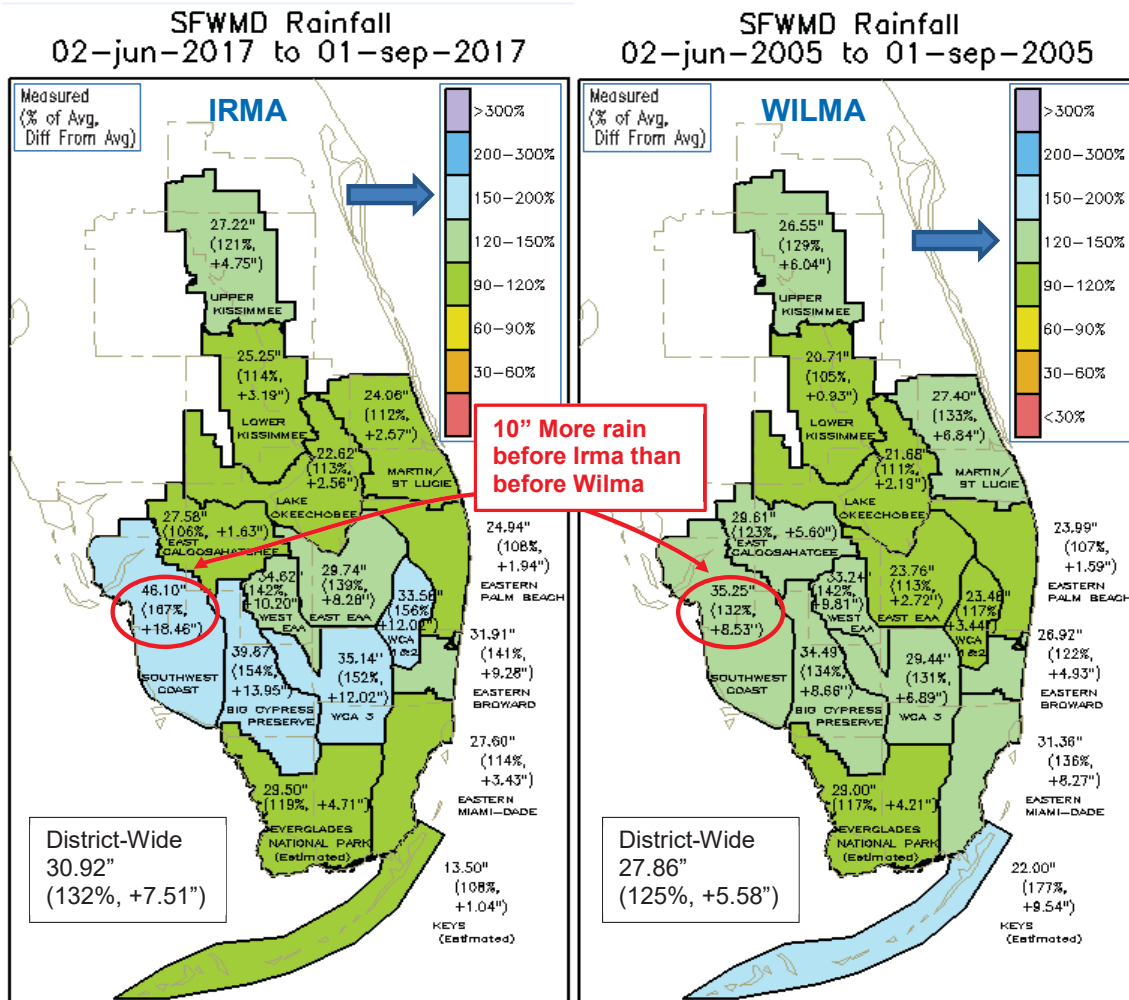 SFWMD Rainfall
02-jun-2017 to 01-sep-2017
Measured
(% of Avg,
Diff From Avg)
IRMA
>300%
200-300%
150-200%
120-150%
90-120%
60-90%
30-60%
<30%
27.22"
(121%,
+4.75")
UPPER
KISSIMMEE
25.25"
(114%,
+3.19")
LOWER
KISSIMMEE
24.06"
(112%,
+2.57")
MARTIN/
ST LUCIE
22.62"
(113%,
+2.56")
LAKE
OKEECHOBEE
27.58"
(106%, +1.63")
EAST
CALOOSAHATCHEE
46.10"
(167%,
+18.46")
SOUTHWEST
COAST
34.62"
(142%,
+10.20")
WEST
EAA
29.74"
(139%,
+8.28")
EAST EAA
33.58"
(156%,
+12.02")
WCA
1&2
39.87"
(154%,
+13.95")
BIG CYPRESS
PRESERVE
35.14"
(152%,
+12.02")
WCA 3
24.94"
(108%,
+1.94")
EASTERN
PALM BEACH
31.91"
(141%,
+9.28")
EASTERN
BROWARD
27.60"
(114%,
+3.43")
EASTERN
MIAMI-DADE
29.50"
(119%, +4.71")
EVERGLADES
NATIONAL PARK
(Estimated)
13.50"
(108%,
+1.04")
KEYS
(Estimated)
District-Wide
30.92”
(132%, +7.51”)
10” More rain
before Irma than
before Wilma
SFWMD Rainfall
02-jun-2005 to 01-sep-2005
Measured
(% of Avg,
Diff From Avg)
WILMA
>300%
200-300%
150-200%
120-150%
90-120%
60-90%
30-60%
<30%
26.55"
(129%,
+6.04")
UPPER
KISSIMMEE
20.71"
(105%,
+0.93")
LOWER
KISSIMMEE
27.40"
(133%,
+6.84")
MARTIN/
ST LUCIE
21.68"
(111%,
+2.19")
LAKE
OKEECHOBEE
29.61"
(123%, +5.60")
EAST
CALOOSAHATCEE
35.25"
(132%,
+8.53")
SOUTHWEST
COAST
33.24"
(142%,
+9.81")
WEST
EAA
23.76"
(113%,
+2.72")
EAST EAA
23.48"
(117%,
+3.44")
WCA
1&2
34.49"
(134%,
+8.66")
BIG CYPRESS
PRESERVE
29.44"
(131%,
+6.89")
WCA 3
23.99"
(107%,
+1.59")
EASTERN
PALM BEACH
26.92"
(122%,
+4.93")
EASTERN
BROWARD
31.36"
(136%,
+8.27")
EASTERN
MIAMI-DADE
29.00"
(117%, +4.21")
EVERGLADES
NATIONAL PARK
(Estimated)
22.00"
(177%,
+9.54")
KEYS
(Estimated)
District-Wide
27.86”
(125%, +5.58”)